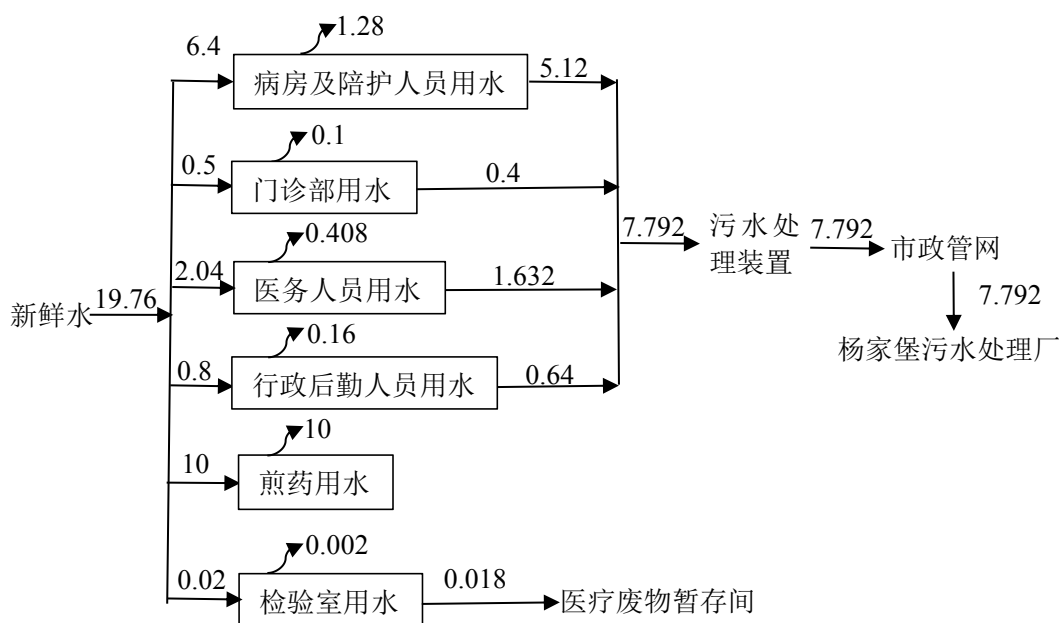 1.28
6.4
病房及陪护人员用水
5.12
0.1
0.5
门诊部用水
0.4
0.408
2.04
医务人员用水
1.632
7.792
污水处
理装置
7.792
市政管网
7.792
杨家堡污水处理厂
新鲜水
19.76
0.16
0.8
行政后勤人员用水
0.64
10
10
煎药用水
0.002
0.02
检验室用水
0.018
医疗废物暂存间